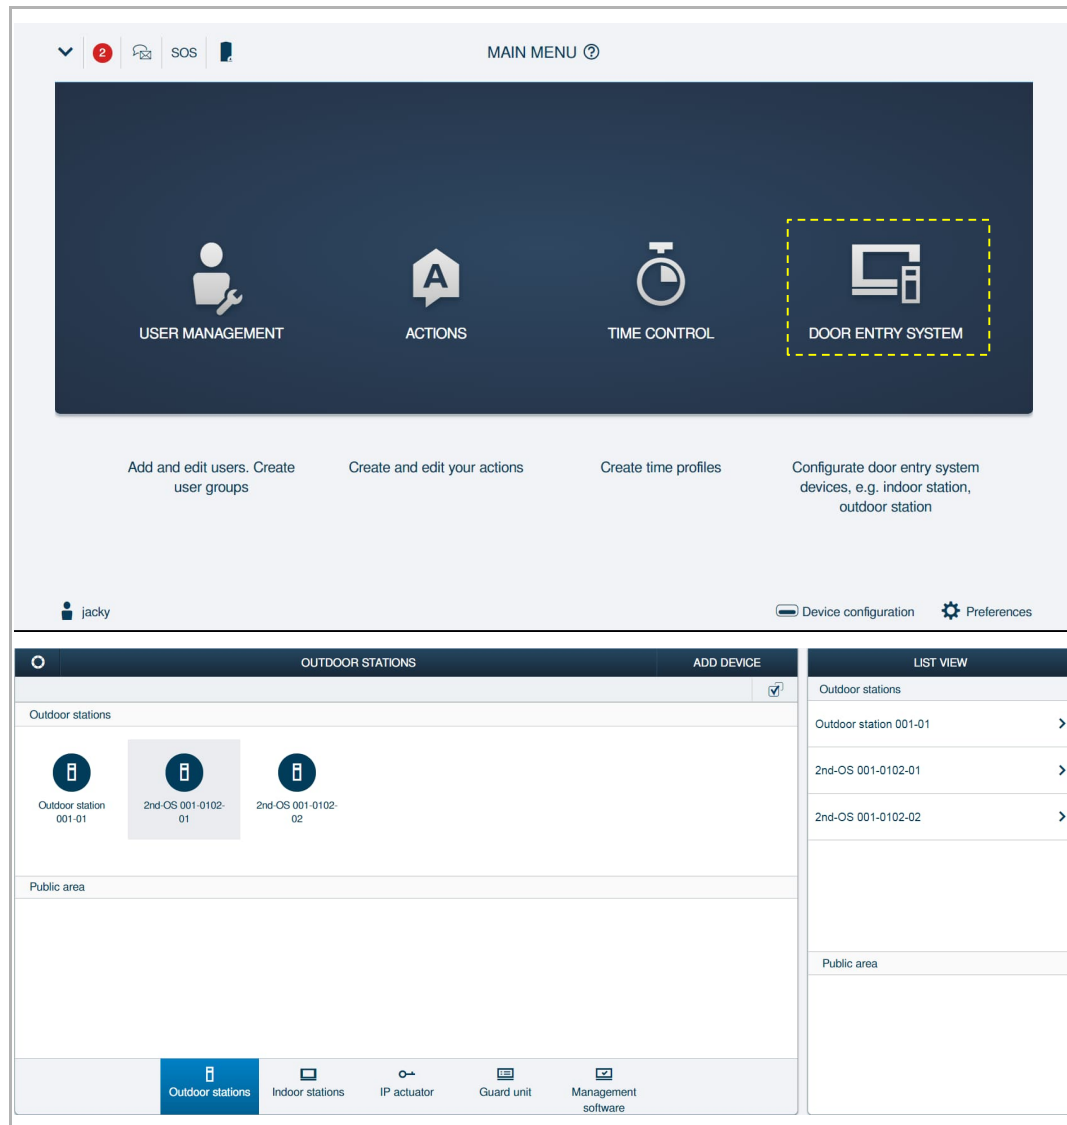 2
SOS
MAIN MENU ?
A
USER MANAGEMENT
ACTIONS
TIME CONTROL
DOOR ENTRY SYSTEM
Add and edit users. Create
user groups
Create and edit your actions
Create time profiles
Configurate door entry system
devices, e.g. indoor station,
outdoor station
jacky
Device configuration
Preferences
OUTDOOR STATIONS
ADD DEVICE
Outdoor stations
Outdoor station
001-01
2nd-OS 001-0102-
01
2nd-OS 001-0102-
02
Public area
Outdoor stations
Indoor stations
IP actuator
Guard unit
Management
software
LIST VIEW
Outdoor stations
Outdoor station 001-01
2nd-OS 001-0102-01
2nd-OS 001-0102-02
Public area